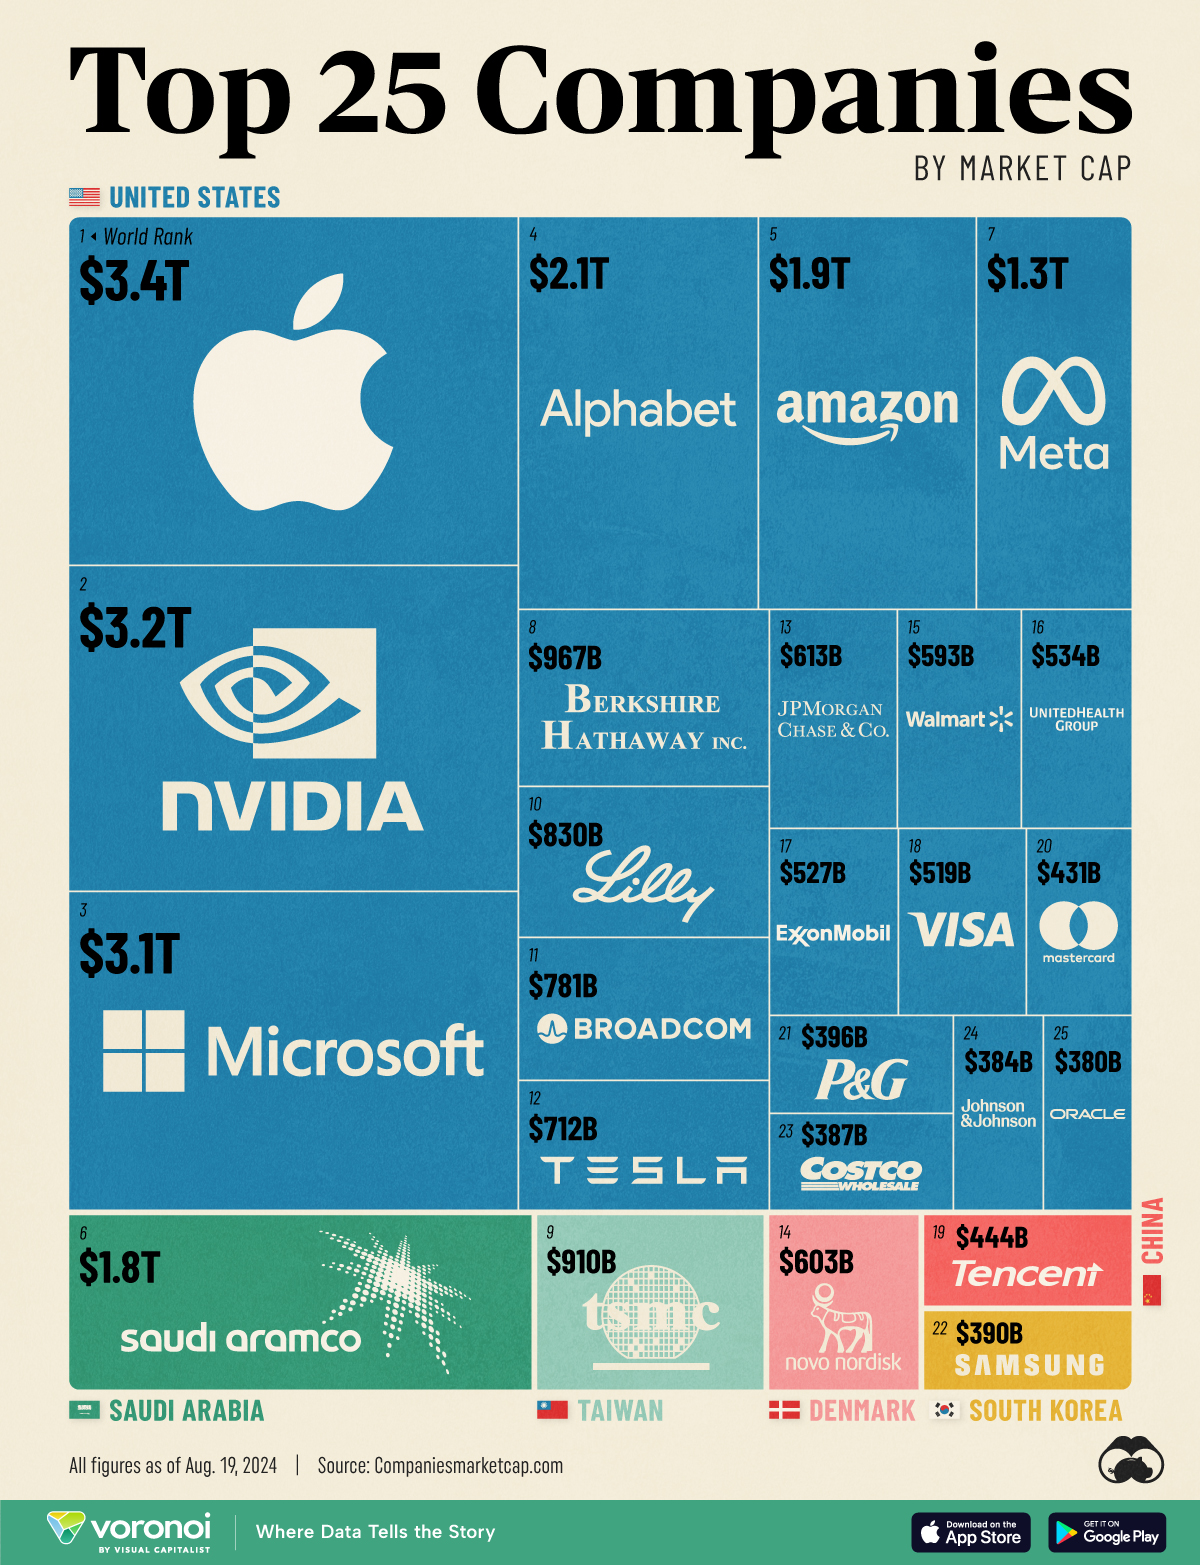 Top 25 Companies
BY MARKET CAP
UNITED STATES
1 ◂ World Rank
$3.4T
2
$3.2T
NVIDIA
3
$3.1T
Microsoft
4
$2.1T
Alphabet
5
$1.9T
amazon
7
$1.3T
Meta
8
$967B
BERKSHIRE
HATHAWAY INC.
10
$830B
Lilly
11
$781B
BROADCOM
12
$712B
TESLA
13
$613B
JPMORGAN
CHASE & CO.
15
$593B
Walmart
16
$534B
UNITEDHEALTH
GROUP
17
$527B
ExxonMobil
18
$519B
VISA
20
$431B
mastercard
21 $396B
P&G
23 $387B
COSTCO
WHOLESALE
24
$384B
Johnson
&Johnson
25
$380B
ORACLE
6
$1.8T
saudi aramco
9
$910B
tsmc
14
$603B
novo nordisk
19 $444B
Tencent
22 $390B
SAMSUNG
CHINA
SAUDI ARABIA
TAIWAN
DENMARK
SOUTH KOREA
All figures as of Aug. 19, 2024 | Source: Companiesmarketcap.com
voronoi
BY VISUAL CAPITALIST
Where Data Tells the Story
Download on the
App Store
GET IT ON
Google Play